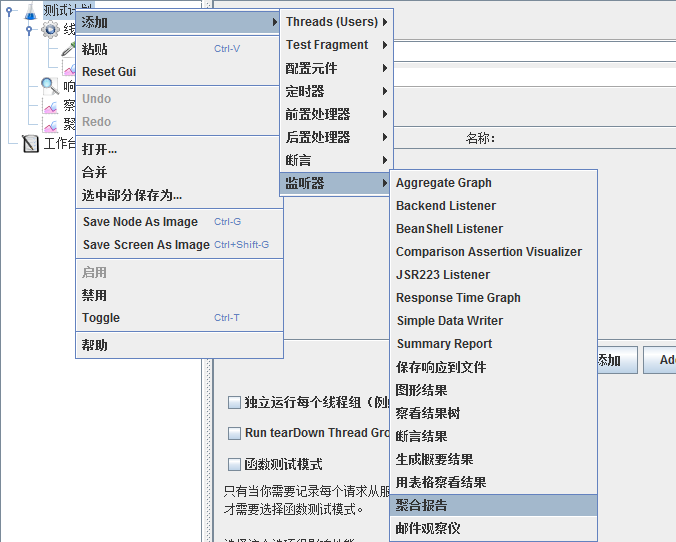 测试计划
线
响
察
聚
工作台
添加
粘贴 Ctrl-V
Reset Gui
Undo
Redo
打开...
合并
选中部分保存为...
Save Node As Image Ctrl-G
Save Screen As Image Ctrl+Shift-G
启用
禁用
Toggle Ctrl-T
帮助
Threads (Users)
Test Fragment
配置元件
定时器
前置处理器
后置处理器
断言
监听器
Aggregate Graph
Backend Listener
BeanShell Listener
Comparison Assertion Visualizer
JSR223 Listener
Response Time Graph
Simple Data Writer
Summary Report
保存响应到文件
图形结果
察看结果树
断言结果
生成概要结果
用表格察看结果
聚合报告
邮件观察仪
名称:
添加
Ad
独立运行每个线程组（例
Run tearDown Thread Gro
函数测试模式
只有当你需要记录每个请求从服
才需要选择函数测试模式。